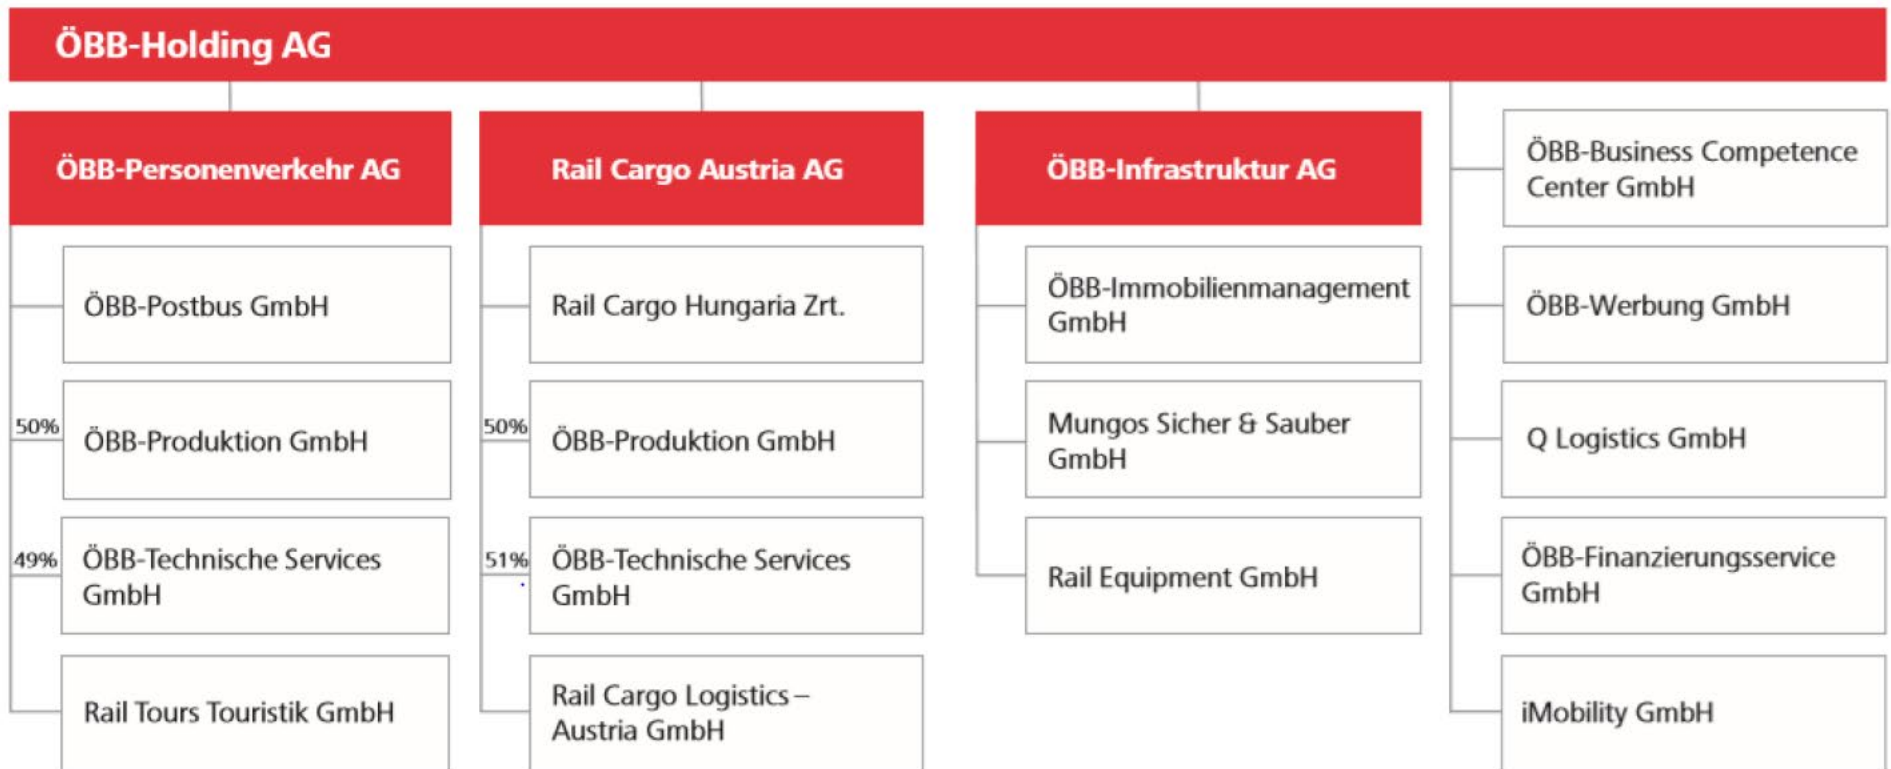 ÖBB-Holding AG
ÖBB-Personenverkehr AG
ÖBB-Postbus GmbH
50%
ÖBB-Produktion GmbH
49%
ÖBB-Technische Services
GmbH
Rail Tours Touristik GmbH
Rail Cargo Austria AG
Rail Cargo Hungaria Zrt.
50%
ÖBB-Produktion GmbH
51%
ÖBB-Technische Services
GmbH
Rail Cargo Logistics –
Austria GmbH
ÖBB-Infrastruktur AG
ÖBB-Immobilienmanagement
GmbH
Mungos Sicher & Sauber
GmbH
Rail Equipment GmbH
ÖBB-Business Competence
Center GmbH
ÖBB-Werbung GmbH
Q Logistics GmbH
ÖBB-Finanzierungsservice
GmbH
iMobility GmbH